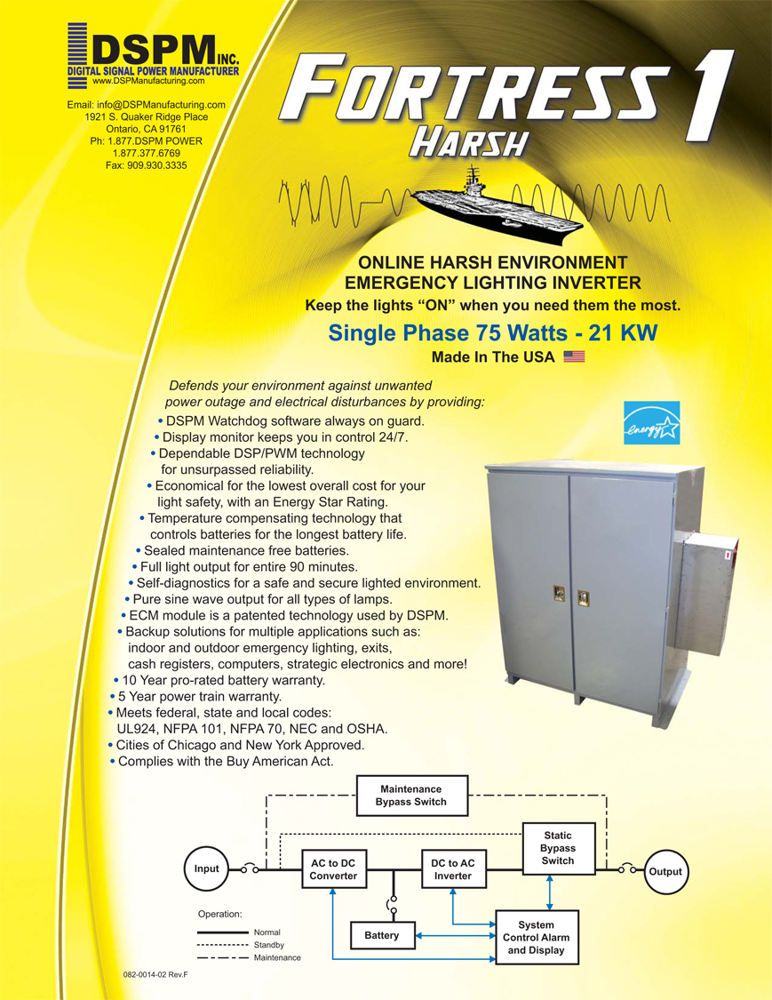 DSPM INC.
DIGITAL SIGNAL POWER MANUFACTURER
www.DSPManufacturing.com
Email: info@DSPManufacturing.com
1921 S. Quaker Ridge Place
Ontario, CA 91761
Ph: 1.877.DSPM POWER
1.877.377.6769
Fax: 909.930.3335
FORTRESS 1
HARSH
ONLINE HARSH ENVIRONMENT
EMERGENCY LIGHTING INVERTER
Keep the lights “ON” when you need them the most.
Single Phase 75 Watts - 21 KW
Made In The USA
Defends your environment against unwanted
power outage and electrical disturbances by providing:
• DSPM Watchdog software always on guard.
• Display monitor keeps you in control 24/7.
• Dependable DSP/PWM technology
for unsurpassed reliability.
• Economical for the lowest overall cost for your
light safety, with an Energy Star Rating.
• Temperature compensating technology that
controls batteries for the longest battery life.
• Sealed maintenance free batteries.
• Full light output for entire 90 minutes.
• Self-diagnostics for a safe and secure lighted environment.
• Pure sine wave output for all types of lamps.
• ECM module is a patented technology used by DSPM.
• Backup solutions for multiple applications such as:
indoor and outdoor emergency lighting, exits,
cash registers, computers, strategic electronics and more!
• 10 Year pro-rated battery warranty.
• 5 Year power train warranty.
• Meets federal, state and local codes:
UL924, NFPA 101, NFPA 70, NEC and OSHA.
• Cities of Chicago and New York Approved.
• Complies with the Buy American Act.
energy
Maintenance
Bypass Switch
Static
Bypass
Switch
Input
AC to DC
Converter
DC to AC
Inverter
Output
Operation:
Normal
Standby
Maintenance
Battery
System
Control Alarm
and Display
082-0014-02 Rev.F